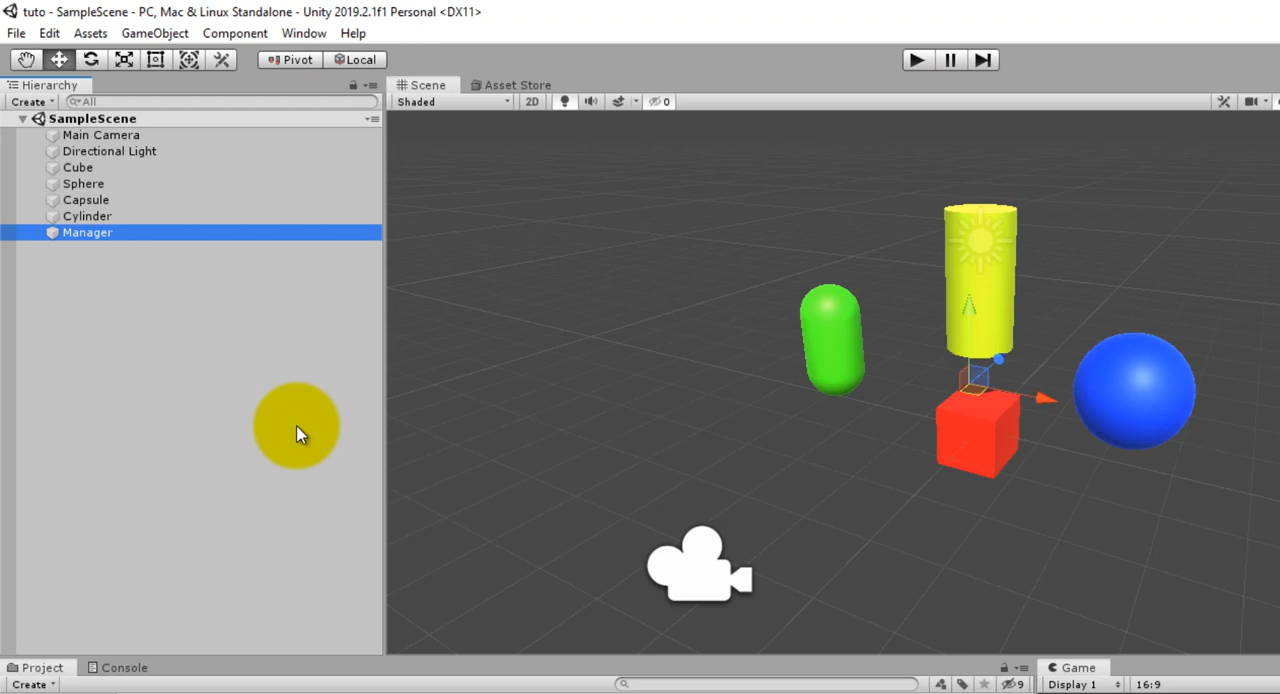 tuto - SampleScene - PC, Mac & Linux Standalone - Unity 2019.2.1f1 Personal <DX11>
File Edit Assets GameObject Component Window Help
Pivot Local
Hierarchy Scene Asset Store
Create All Shaded 2D 0
SampleScene
Main Camera
Directional Light
Cube
Sphere
Capsule
Cylinder
Manager
Project Console Game
Create 9 Display 1 16:9